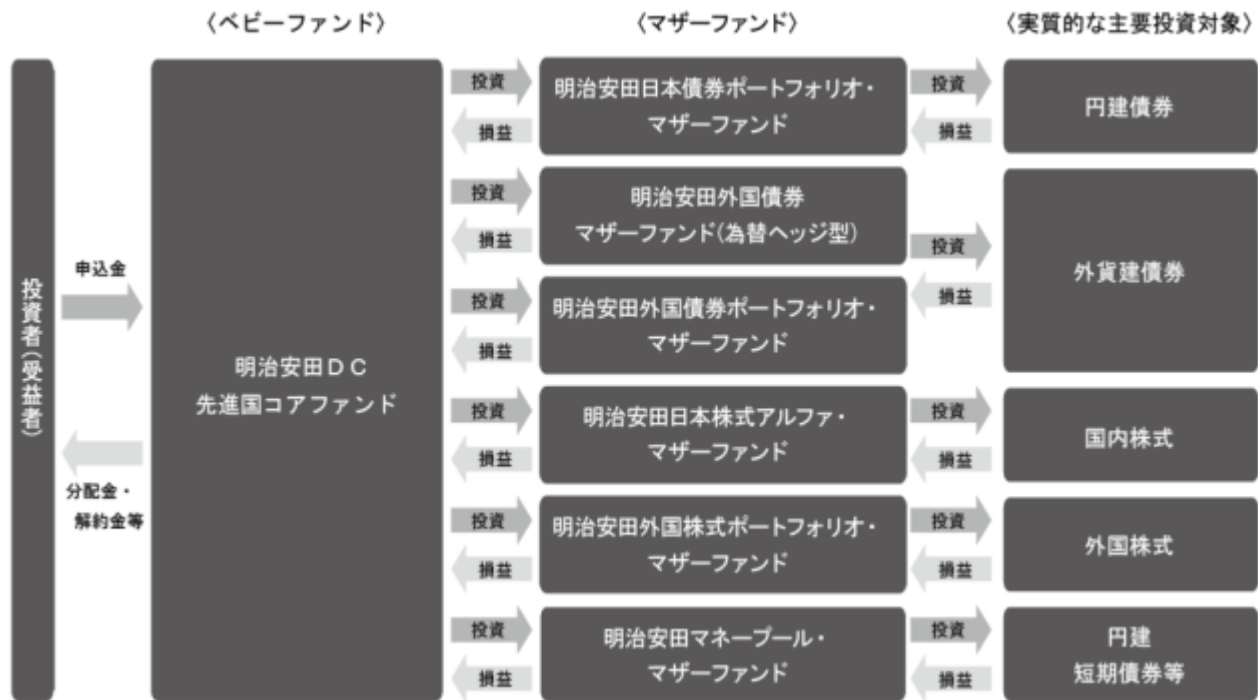 〈ベビーファンド〉
〈マザーファンド〉
〈実質的な主要投資対象〉
投資者(受益者)
申込金
分配金・
解約金等
明治安田DC
先進国コアファンド
投資
損益
明治安田日本債券ポートフォリオ・
マザーファンド
投資
損益
円建債券
投資
損益
明治安田外国債券
マザーファンド(為替ヘッジ型)
投資
損益
明治安田外国債券ポートフォリオ・
マザーファンド
投資
損益
外貨建債券
投資
損益
明治安田日本株式アルファ・
マザーファンド
投資
損益
国内株式
投資
損益
明治安田外国株式ポートフォリオ・
マザーファンド
投資
損益
外国株式
投資
損益
明治安田マネープール・
マザーファンド
投資
損益
円建
短期債券等